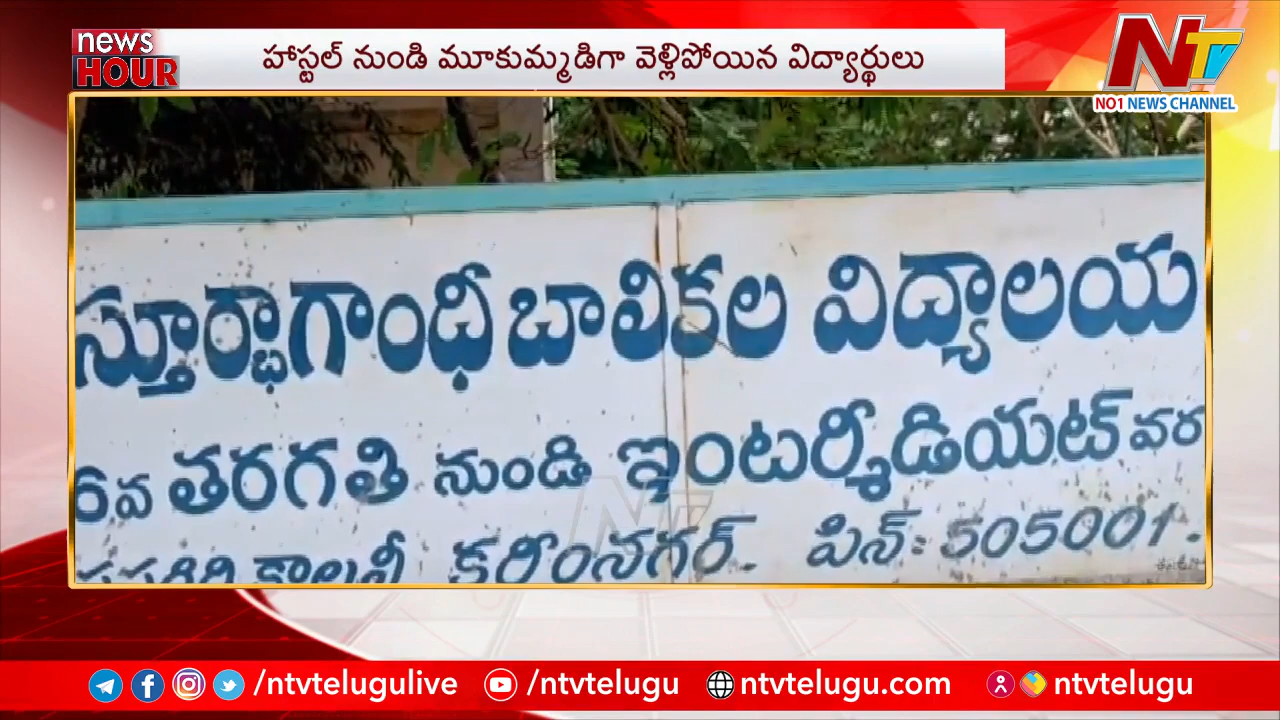 news
HOUR
హాస్టల్ నుండి మూకుమ్మడిగా వెళ్లిపోయిన విద్యార్థులు
NTV
NO1 NEWS CHANNEL
స్తూర్భాగాంధీ బాలికల విద్యాలయ
6వ తరగతి నుండి ఇంటర్మీడియట్ వర
కాలనీ కరీంనగర్. పిన్: 505001.
/ntvtelugulive
/ntvtelugu
ntvtelugu.com
ntvtelugu